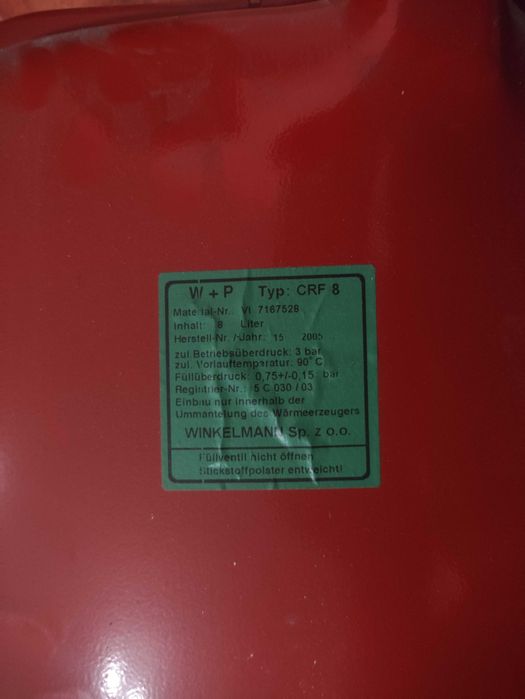 W + P Typ: CRF 8
Material-Nr.: VI 7167528
Inhalt: 8 Liter
Herstell-Nr. /Jahr: 15 2005
zul.Betriebsüberdruck: 3 bar
zul. Vorlauftemperatur: 90°C
Füllüberdruck: 0,75+/-0,15 bar
Registrier-Nr.: 5 C 030 / 03
Einbau nur innerhalb der
Ummantelung des Wärmeerzeugers
WINKELMANN Sp. z o.o.
Füllventil nicht öffnen
Stickstoffpolster entweicht!